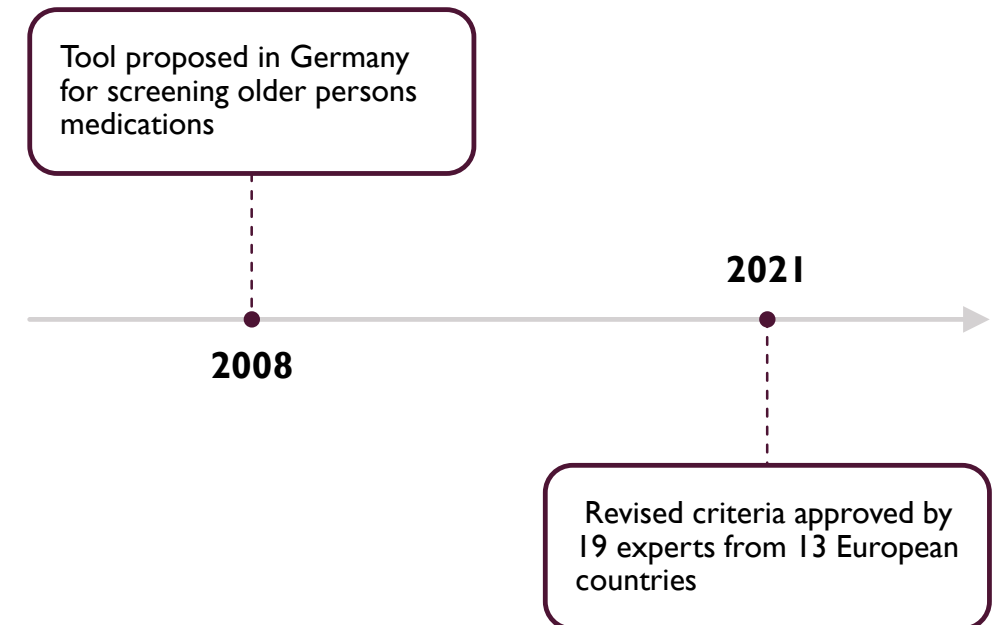 Tool proposed in Germany
for screening older persons
medications
2021
2008
Revised criteria approved by
19 experts from 13 European
countries